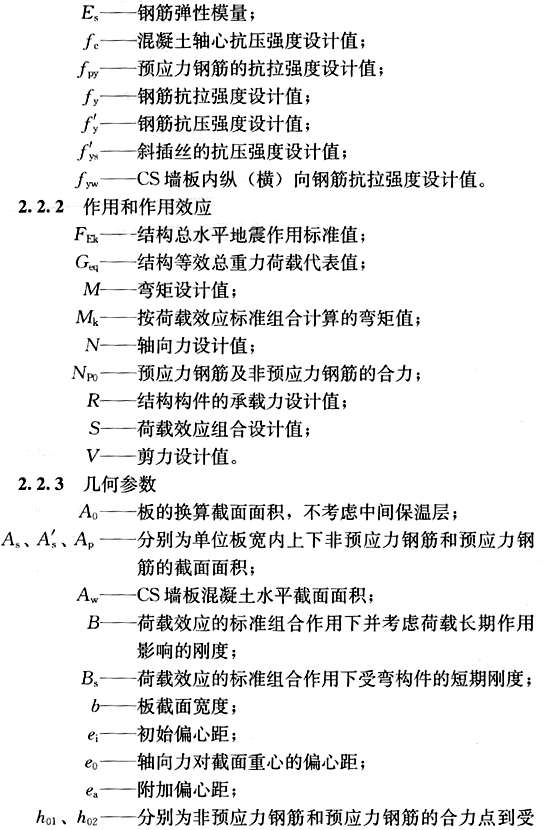 E_s——钢筋弹性模量；
f_c——混凝土轴心抗压强度设计值；
f_py——预应力钢筋的抗拉强度设计值；
f_y——钢筋抗拉强度设计值；
f′_y——钢筋抗压强度设计值；
f′_ys——斜插丝的抗压强度设计值；
f_yw——CS墙板内纵（横）向钢筋抗拉强度设计值。
2.2.2 作用和作用效应
F_Ek——结构总水平地震作用标准值；
G_eq——结构等效总重力荷载代表值；
M——弯矩设计值；
M_k——按荷载效应标准组合计算的弯矩值；
N——轴向力设计值；
N_P0——预应力钢筋及非预应力钢筋的合力；
R——结构构件的承载力设计值；
S——荷载效应组合设计值；
V——剪力设计值。
2.2.3 几何参数
A_0——板的换算截面面积，不考虑中间保温层；
A_s、A′_s、A_p——分别为单位板宽内上下非预应力钢筋和预应力钢
筋的截面面积；
A_w——CS墙板混凝土水平截面面积；
B——荷载效应的标准组合作用下并考虑荷载长期作用
影响的刚度；
B_s——荷载效应的标准组合作用下受弯构件的短期刚度；
b——板截面宽度；
e_i——初始偏心距；
e_0——轴向力对截面重心的偏心距；
e_a——附加偏心距；
h_01、h_02——分别为非预应力钢筋和预应力钢筋的合力点到受